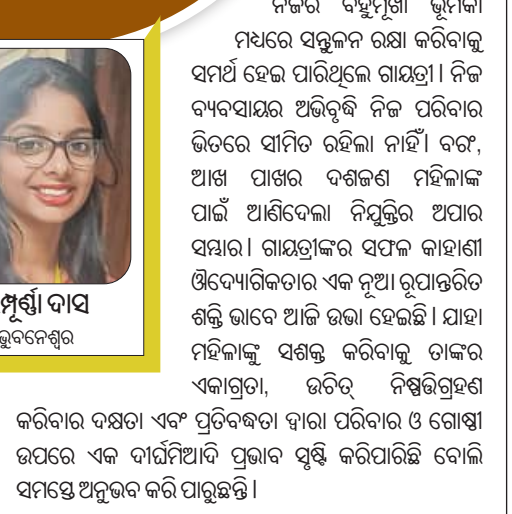 ନିଜର ବହୁମୂଖୀ ଭୂମିକା
ମଧ୍ୟରେ ସନ୍ତୁଳନ ରକ୍ଷା କରିବାକୁ
ସମର୍ଥ ହେଇ ପାରିଥିଲେ ଗାୟତ୍ରୀ। ନିଜ
ବ୍ୟବସାୟର ଅଭିବୃଦ୍ଧି ନିଜ ପରିବାର
ଭିତରେ ସୀମିତ ରହିଲା ନାହିଁ। ବରଂ,
ଆଖ ପାଖର ଦଶଜଣ ମହିଳାଙ୍କ
ପାଇଁ ଆଣିଦେଲା ନିଯୁକ୍ତିର ଅପାର
ସମ୍ଭାର। ଗାୟତ୍ରୀଙ୍କର ସଫଳ କାହାଣୀ
ଔଦ୍ୟୋଗିକତାର ଏକ ନୂଆ ରୂପାନ୍ତରିତ
ଶକ୍ତି ଭାବେ ଆଜି ଉଭା ହେଇଛି। ଯାହା
ମହିଳାଙ୍କୁ ସଶକ୍ତ କରିବାକୁ ତାଙ୍କର
ଏକାଗ୍ରତା, ଉଚିତ୍ ନିଷ୍ପତ୍ତିଗ୍ରହଣ
କରିବାର ଦକ୍ଷତା ଏବଂ ପ୍ରତିବଦ୍ଧତା ଦ୍ୱାରା ପରିବାର ଓ ଗୋଷ୍ଠୀ
ଉପରେ ଏକ ଦୀର୍ଘମିଆଦି ପ୍ରଭାବ ସୃଷ୍ଟି କରିପାରିଛି ବୋଲି
ସମସ୍ତେ ଅନୁଭବ କରି ପାରୁଛନ୍ତି।
ମ୍ପୂର୍ଣ୍ଣା ଦାସ
ଭୁବନେଶ୍ୱର